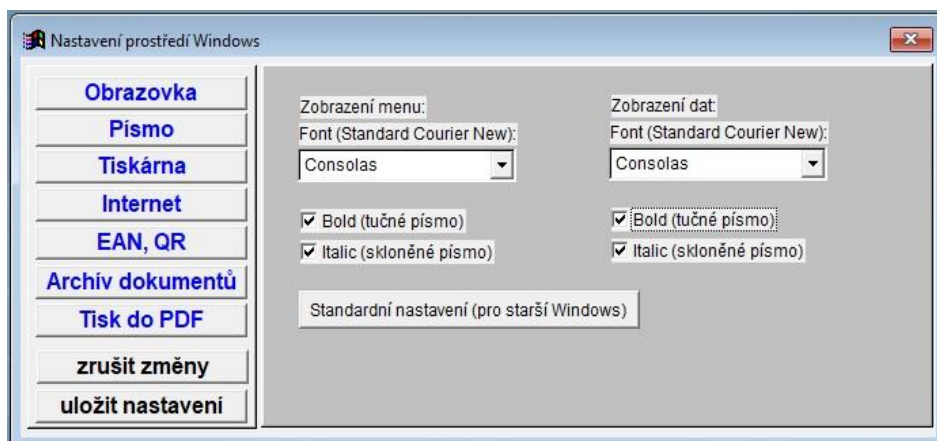 Nastavení prostředí Windows
Obrazovka
Písmo
Tiskárna
Internet
EAN, QR
Archív dokumentů
Tisk do PDF
zrušit změny
uložit nastavení
Zobrazení menu:
Font (Standard Courier New):
Consolas
Bold (tučné písmo)
Italic (skloněné písmo)
Zobrazení dat:
Font (Standard Courier New):
Consolas
Bold (tučné písmo)
Italic (skloněné písmo)
Standardní nastavení (pro starší Windows)